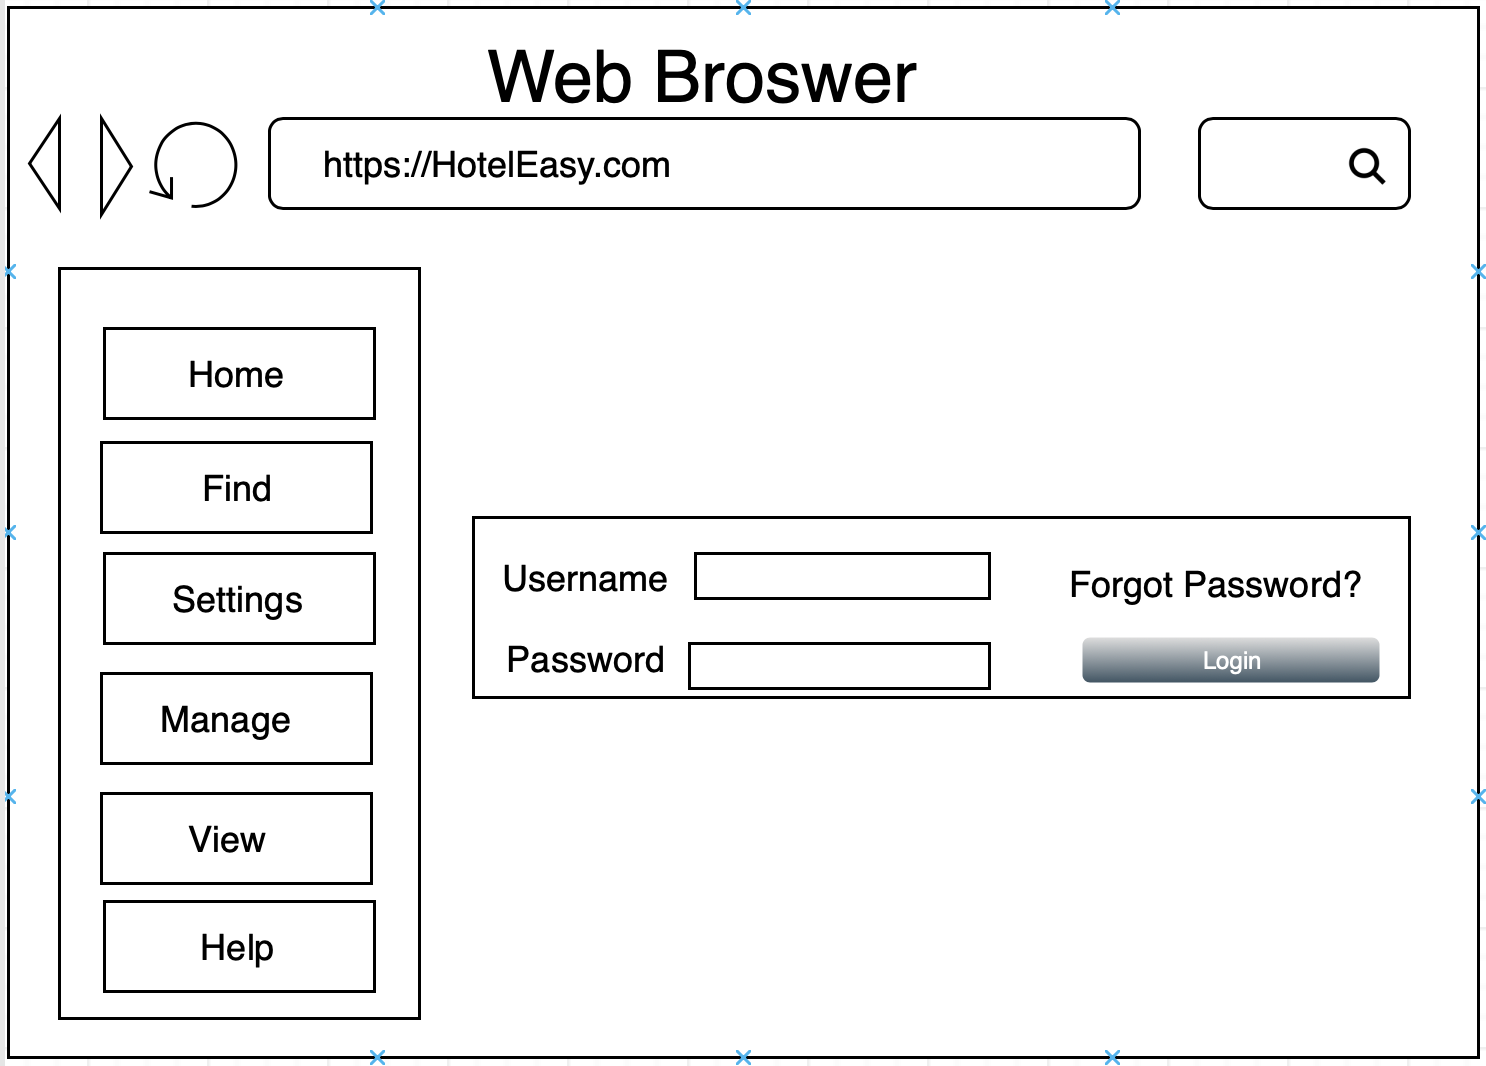 Web Broswer
https://HotelEasy.com
Home
Find
Settings
Manage
View
Help
Username
Forgot Password?
Password
Login